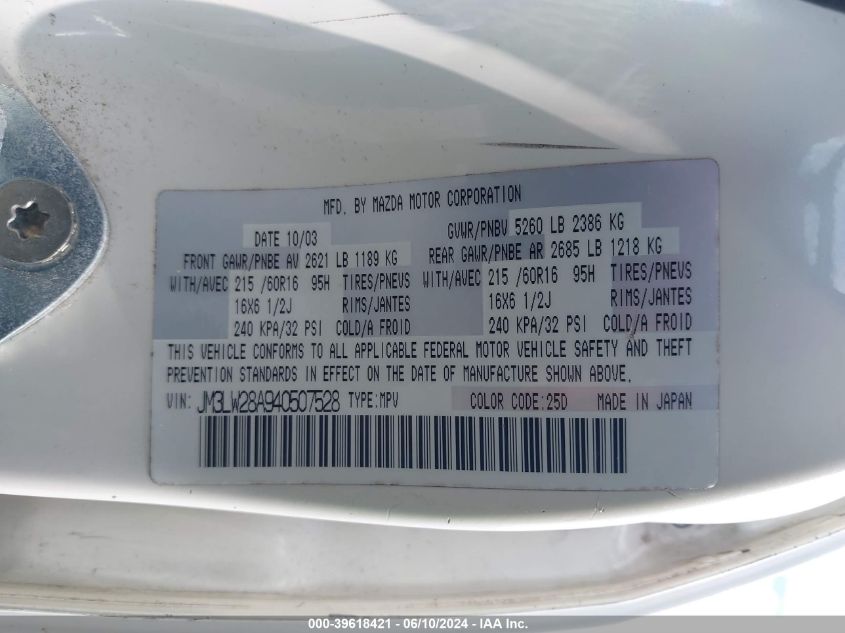 MFD. BY MAZDA MOTOR CORPORATION
DATE 10/03 GVWR/PNBV 5260 LB 2386 KG
FRONT GAWR/PNBE AV 2621 LB 1189 KG REAR GAWR/PNBE AR 2685 LB 1218 KG
WITH/AVEC 215 /60R16 95H TIRES/PNEUS WITH/AVEC 215 /60R16 95H TIRES/PNEUS
16X6 1/2J RIMS/JANTES 16X6 1/2J RIMS/JANTES
240 KPA/32 PSI COLD/A FROID 240 KPA/32 PSI COLD/A FROID
THIS VEHICLE CONFORMS TO ALL APPLICABLE FEDERAL MOTOR VEHICLE SAFETY AND THEFT
PREVENTION STANDARDS IN EFFECT ON THE DATE OF MANUFACTURE SHOWN ABOVE.
VIN: JM3LW28A940507528 TYPE:MPV COLOR CODE:25D MADE IN JAPAN
000-39618421 - 06/10/2024 - IAAI.COM